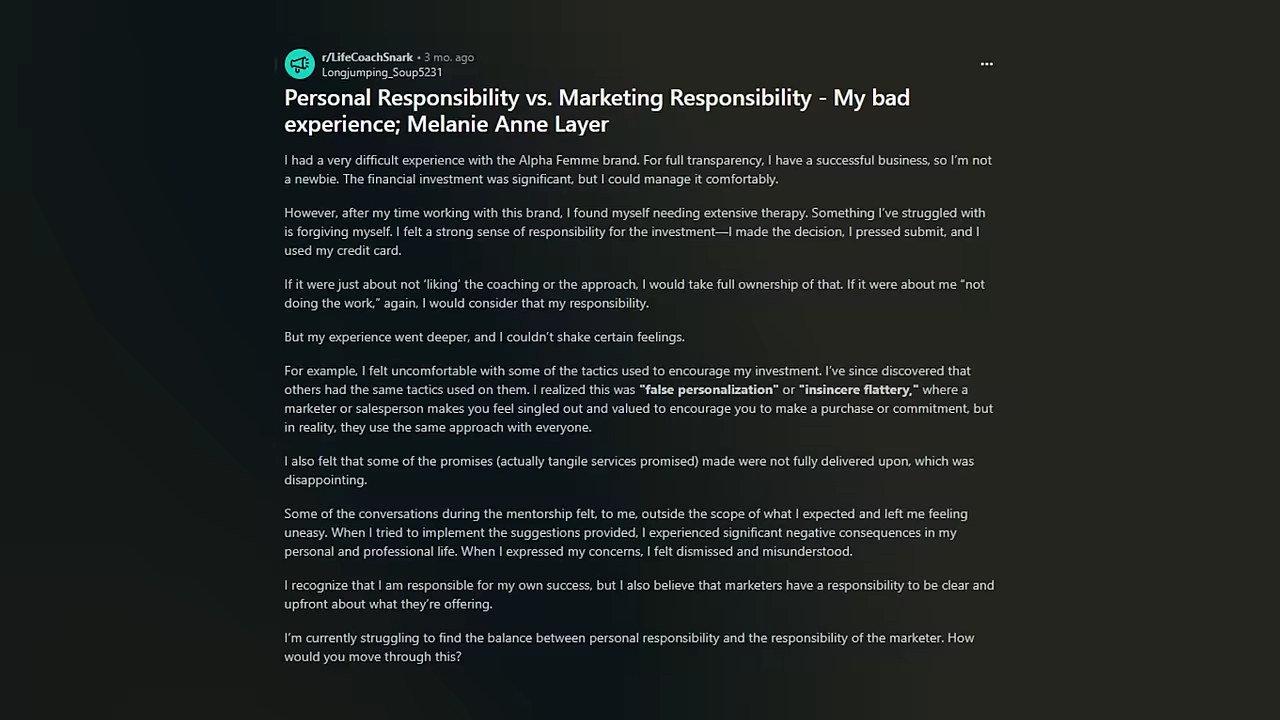 r/LifeCoachSnark • 3 mo. ago
Longjumping_Soup5231
Personal Responsibility vs. Marketing Responsibility - My bad
experience; Melanie Anne Layer
I had a very difficult experience with the Alpha Femme brand. For full transparency, I have a successful business, so I'm not
a newbie. The financial investment was significant, but I could manage it comfortably.
However, after my time working with this brand, I found myself needing extensive therapy. Something I've struggled with
is forgiving myself. I felt a strong sense of responsibility for the investment—I made the decision, I pressed submit, and I
used my credit card.
If it were just about not ‘liking’ the coaching or the approach, I would take full ownership of that. If it were about me “not
doing the work,” again, I would consider that my responsibility.
But my experience went deeper, and I couldn't shake certain feelings.
For example, I felt uncomfortable with some of the tactics used to encourage my investment. I've since discovered that
others had the same tactics used on them. I realized this was "false personalization" or "insincere flattery," where a
marketer or salesperson makes you feel singled out and valued to encourage you to make a purchase or commitment, but
in reality, they use the same approach with everyone.
I also felt that some of the promises (actually tangile services promised) made were not fully delivered upon, which was
disappointing.
Some of the conversations during the mentorship felt, to me, outside the scope of what I expected and left me feeling
uneasy. When I tried to implement the suggestions provided, I experienced significant negative consequences in my
personal and professional life. When I expressed my concerns, I felt dismissed and misunderstood.
I recognize that I am responsible for my own success, but I also believe that marketers have a responsibility to be clear and
upfront about what they're offering.
I'm currently struggling to find the balance between personal responsibility and the responsibility of the marketer. How
would you move through this?